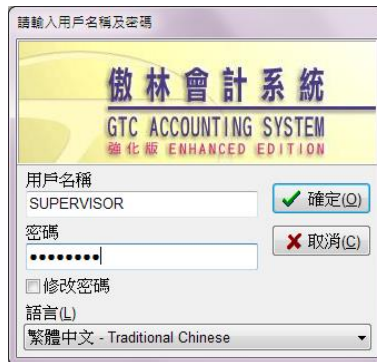 請輸入用戶名稱及密碼
傲林會計系統
GTC ACCOUNTING SYSTEM
強化版 ENHANCED EDITION
用戶名稱
SUPERVISOR
確定(O)
密碼
●●●●●●●●
取消(C)
修改密碼
語言(L)
繁體中文 - Traditional Chinese